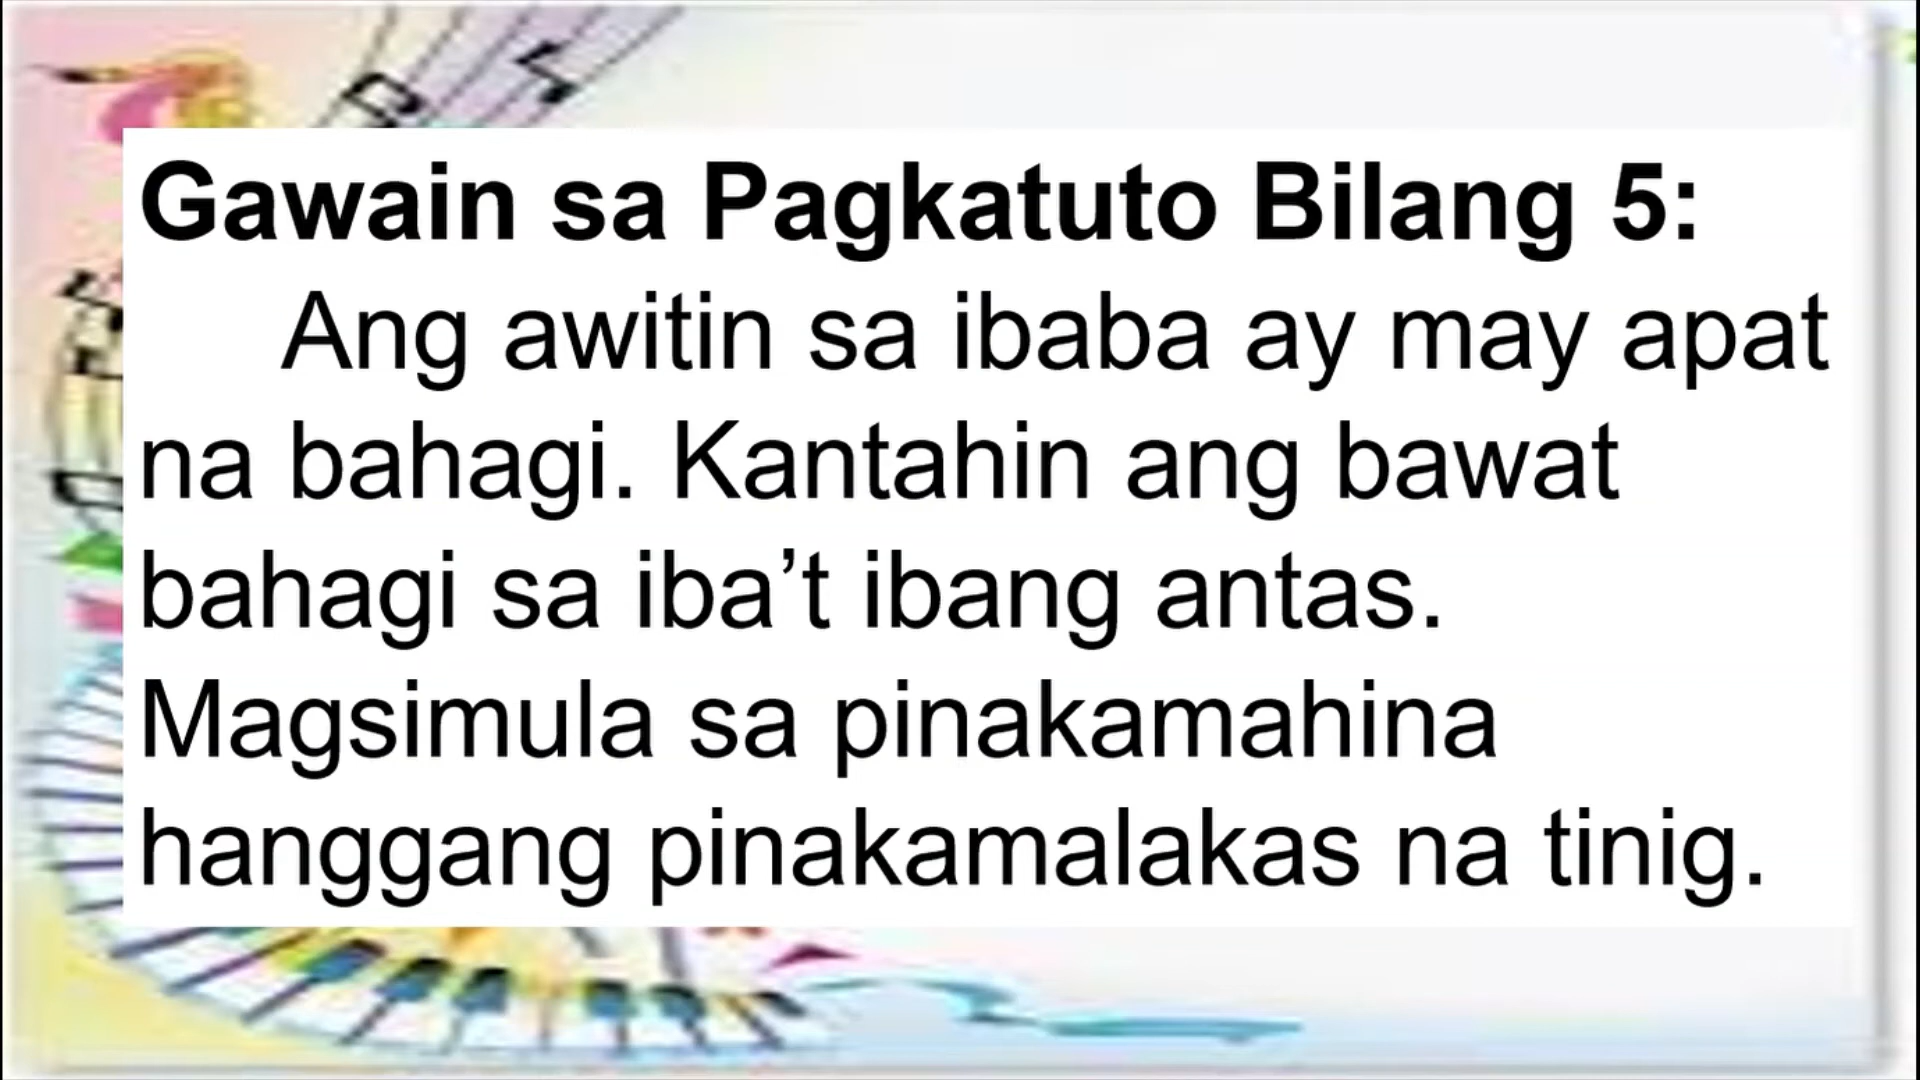 Gawain sa Pagkatuto Bilang 5:
Ang awitin sa ibaba ay may apat
na bahagi. Kantahin ang bawat
bahagi sa iba’t ibang antas.
Magsimula sa pinakamahina
hanggang pinakamalakas na tinig.